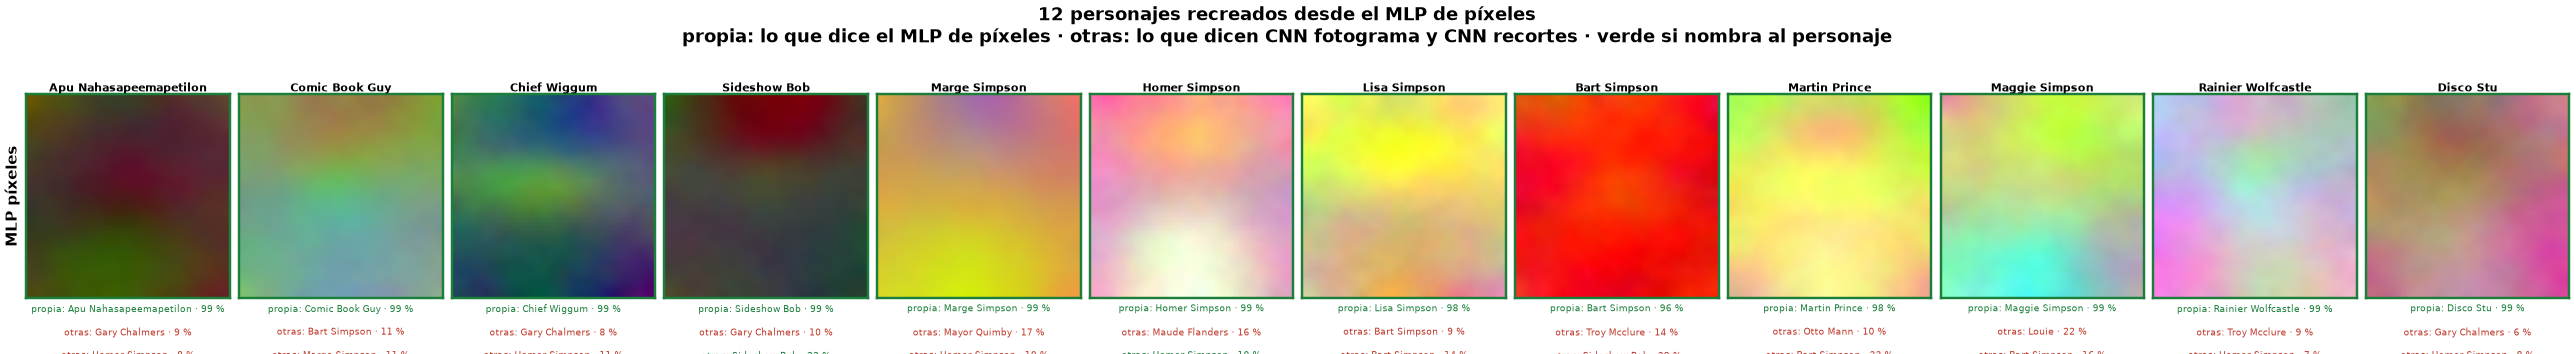 12 personajes recreados desde el MLP de píxeles
propia: lo que dice el MLP de píxeles · otras: lo que dicen CNN fotograma y CNN recortes · verde si nombra al personaje
Apu Nahasapeemapetilon Comic Book Guy Chief Wiggum Sideshow Bob Marge Simpson Homer Simpson Lisa Simpson Bart Simpson Martin Prince Maggie Simpson Rainier Wolfcastle Disco Stu
MLP píxeles
propia: Apu Nahasapeemapetilon · 99 % propia: Comic Book Guy · 99 % propia: Chief Wiggum · 99 % propia: Sideshow Bob · 99 % propia: Marge Simpson · 99 % propia: Homer Simpson · 99 % propia: Lisa Simpson · 98 % propia: Bart Simpson · 96 % propia: Martin Prince · 98 % propia: Maggie Simpson · 99 % propia: Rainier Wolfcastle · 99 % propia: Disco Stu · 99 %
otras: Gary Chalmers · 9 % otras: Bart Simpson · 11 % otras: Gary Chalmers · 8 % otras: Gary Chalmers · 10 % otras: Mayor Quimby · 17 % otras: Maude Flanders · 16 % otras: Bart Simpson · 9 % otras: Troy Mcclure · 14 % otras: Otto Mann · 10 % otras: Louie · 22 % otras: Troy Mcclure · 9 % otras: Gary Chalmers · 6 %